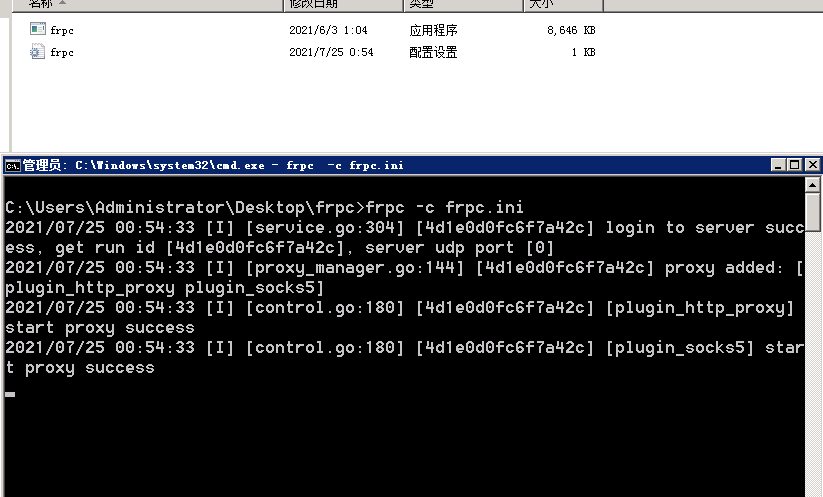 名称 修改日期 类型 大小
frpc 2021/6/3 1:04 应用程序 8,646 KB
frpc 2021/7/25 0:54 配置设置 1 KB
管理员: C:\Windows\system32\cmd.exe - frpc -c frpc.ini
C:\Users\Administrator\Desktop\frpc>frpc -c frpc.ini
2021/07/25 00:54:33 [I] [service.go:304] [4d1e0d0fc6f7a42c] login to server succ
ess, get run id [4d1e0d0fc6f7a42c], server udp port [0]
2021/07/25 00:54:33 [I] [proxy_manager.go:144] [4d1e0d0fc6f7a42c] proxy added: [
plugin_http_proxy plugin_socks5]
2021/07/25 00:54:33 [I] [control.go:180] [4d1e0d0fc6f7a42c] [plugin_http_proxy]
start proxy success
2021/07/25 00:54:33 [I] [control.go:180] [4d1e0d0fc6f7a42c] [plugin_socks5] star
t proxy success